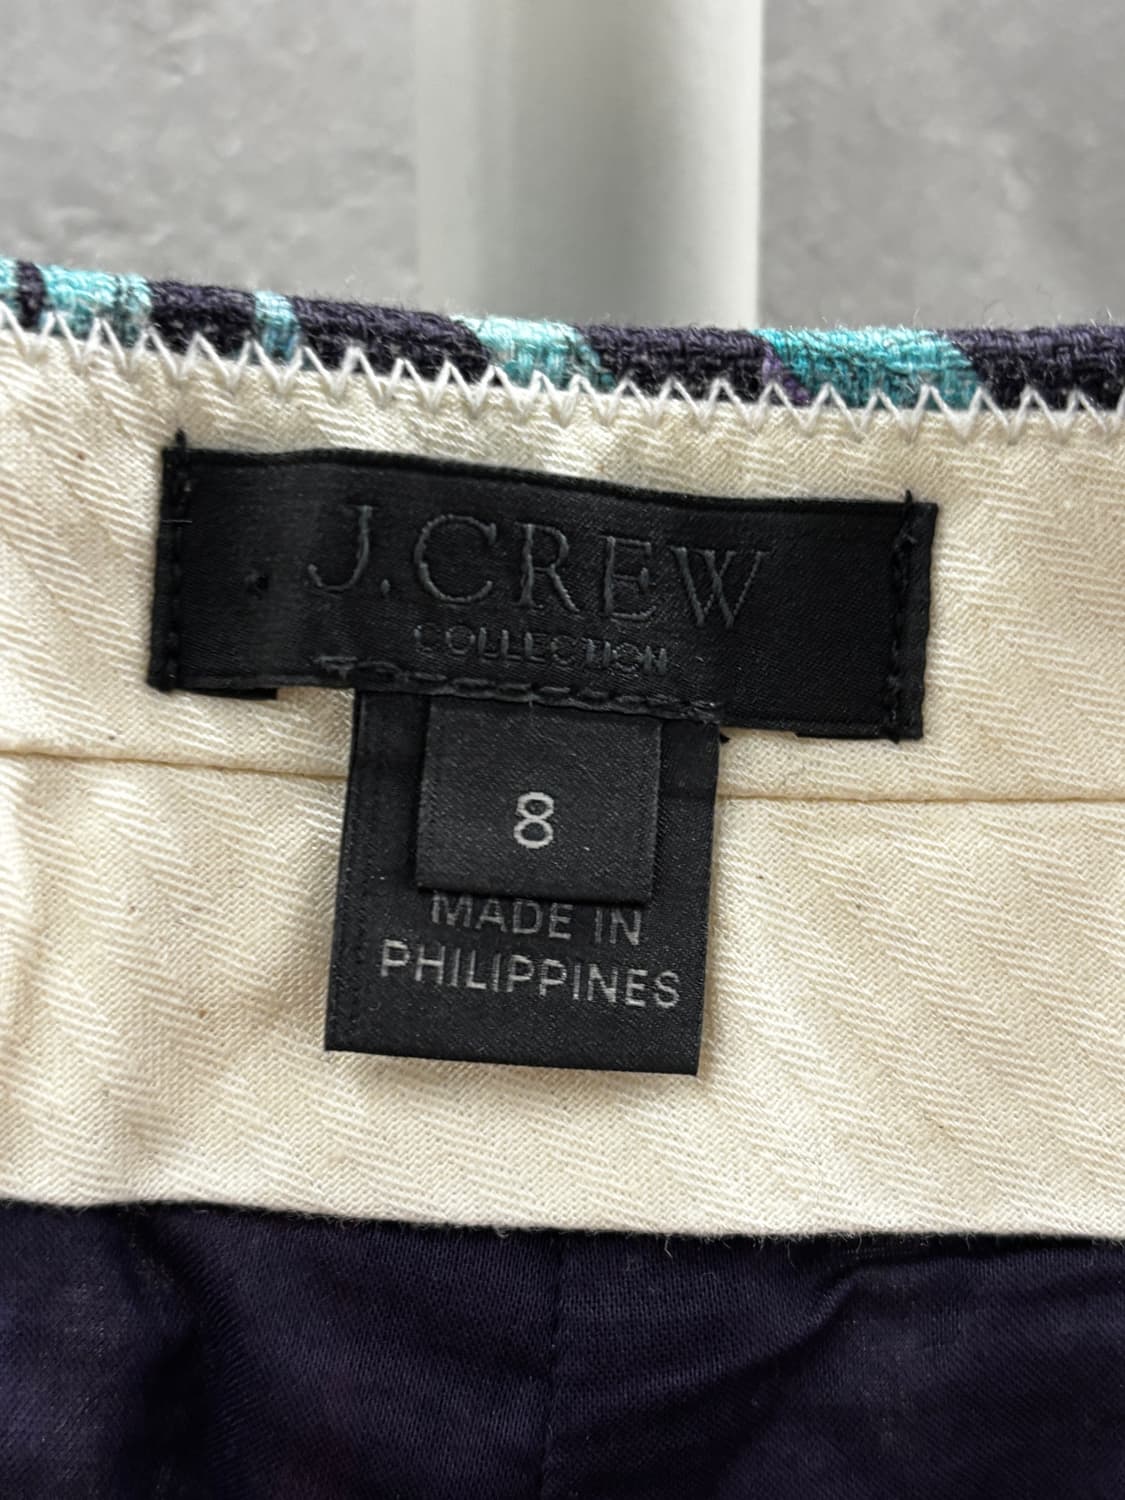 J.CREW
COLLECTION
8
MADE IN
PHILIPPINES